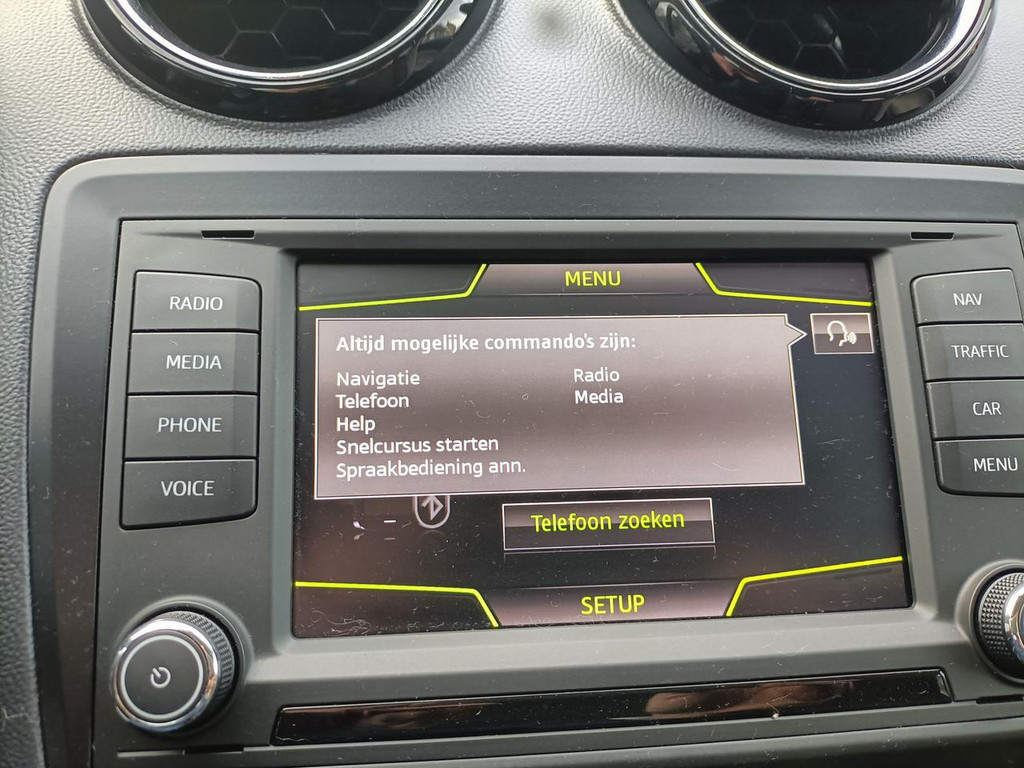 MENU
RADIO
MEDIA
PHONE
VOICE
Altijd mogelijke commando's zijn:
Navigatie Radio
Telefoon Media
Help
Snelcursus starten
Spraakbediening ann.
Telefoon zoeken
SETUP
NAV
TRAFFIC
CAR
MENU